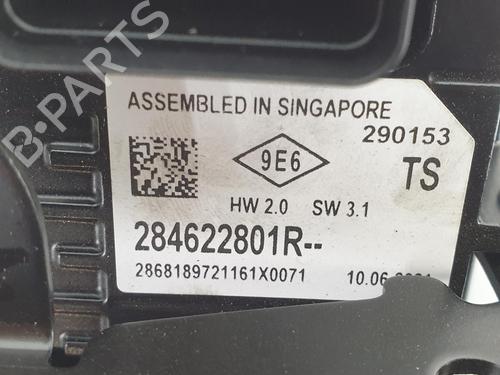 B-PARTS
ASSEMBLED IN SINGAPORE
290153
9E6
TS
HW 2.0 SW 3.1
284622801R--
2868189721161X0071